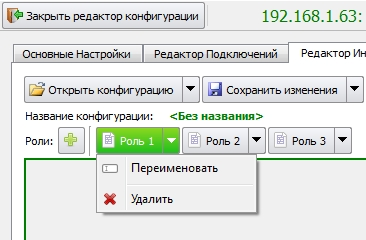 Закрыть редактор конфигурации 192.168.1.63:
Основные Настройки Редактор Подключений Редактор Ин
Открыть конфигурацию Сохранить изменения
Название конфигурации: <Без названия>
Роли: Роль 1 Роль 2 Роль 3
Переименовать
Удалить